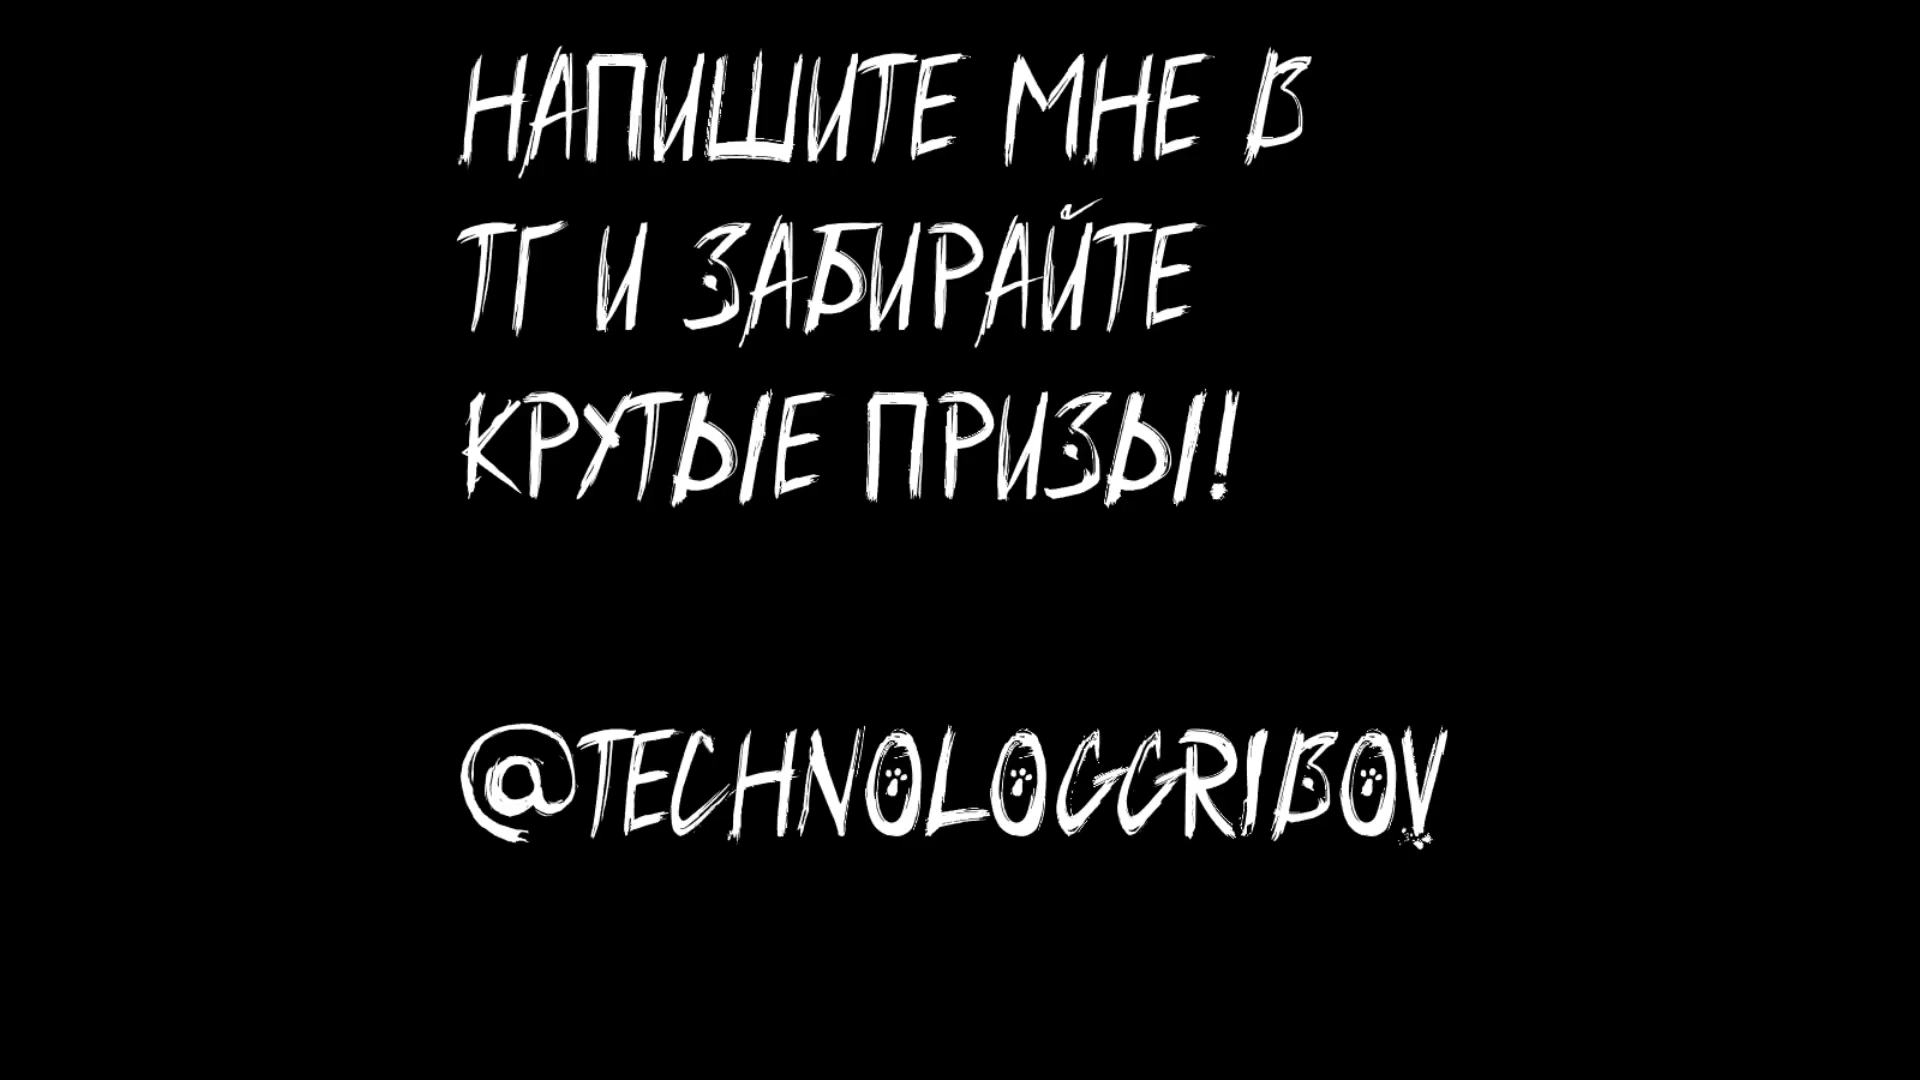 НАПИШИТЕ МНЕ В
ТГ И ЗАБИРАЙТЕ
КРУТЫЕ ПРИЗЫ!
@TECHNOLOGGRIBOV